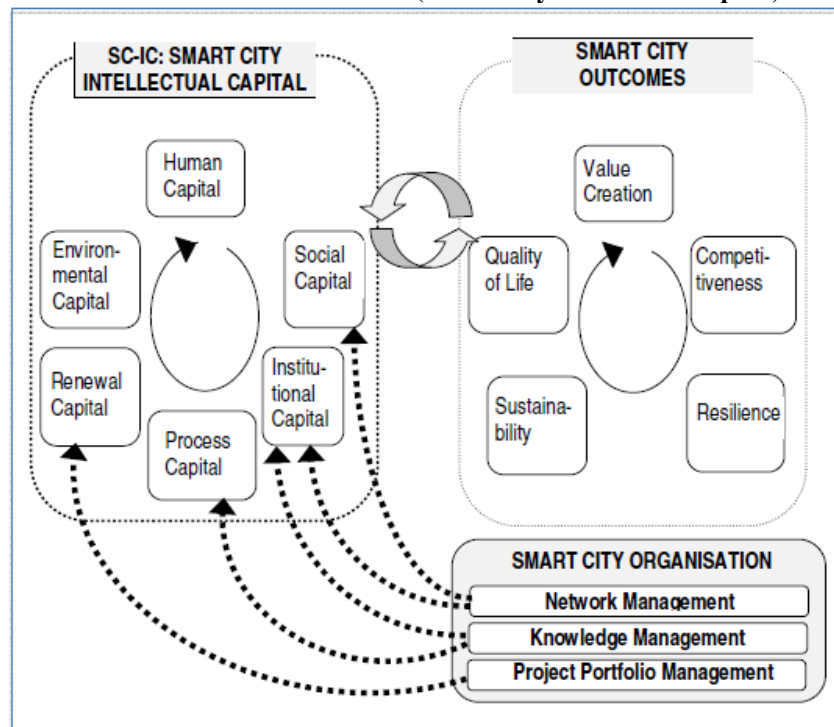 SC-IC: SMART CITY
INTELLECTUAL CAPITAL
Human
Capital
Environ-
mental
Capital
Social
Capital
Renewal
Capital
Institu-
tional
Capital
Process
Capital
SMART CITY
OUTCOMES
Value
Creation
Quality
of Life
Competi-
tiveness
Sustaina-
bility
Resilience
SMART CITY ORGANISATION
Network Management
Knowledge Management
Project Portfolio Management